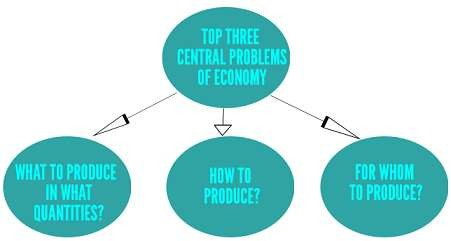 TOP THREE
CENTRAL PROBLEMS
OF ECONOMY
WHAT TO PRODUCE
IN WHAT
QUANTITIES?
HOW TO
PRODUCE?
FOR WHOM
TO PRODUCE?